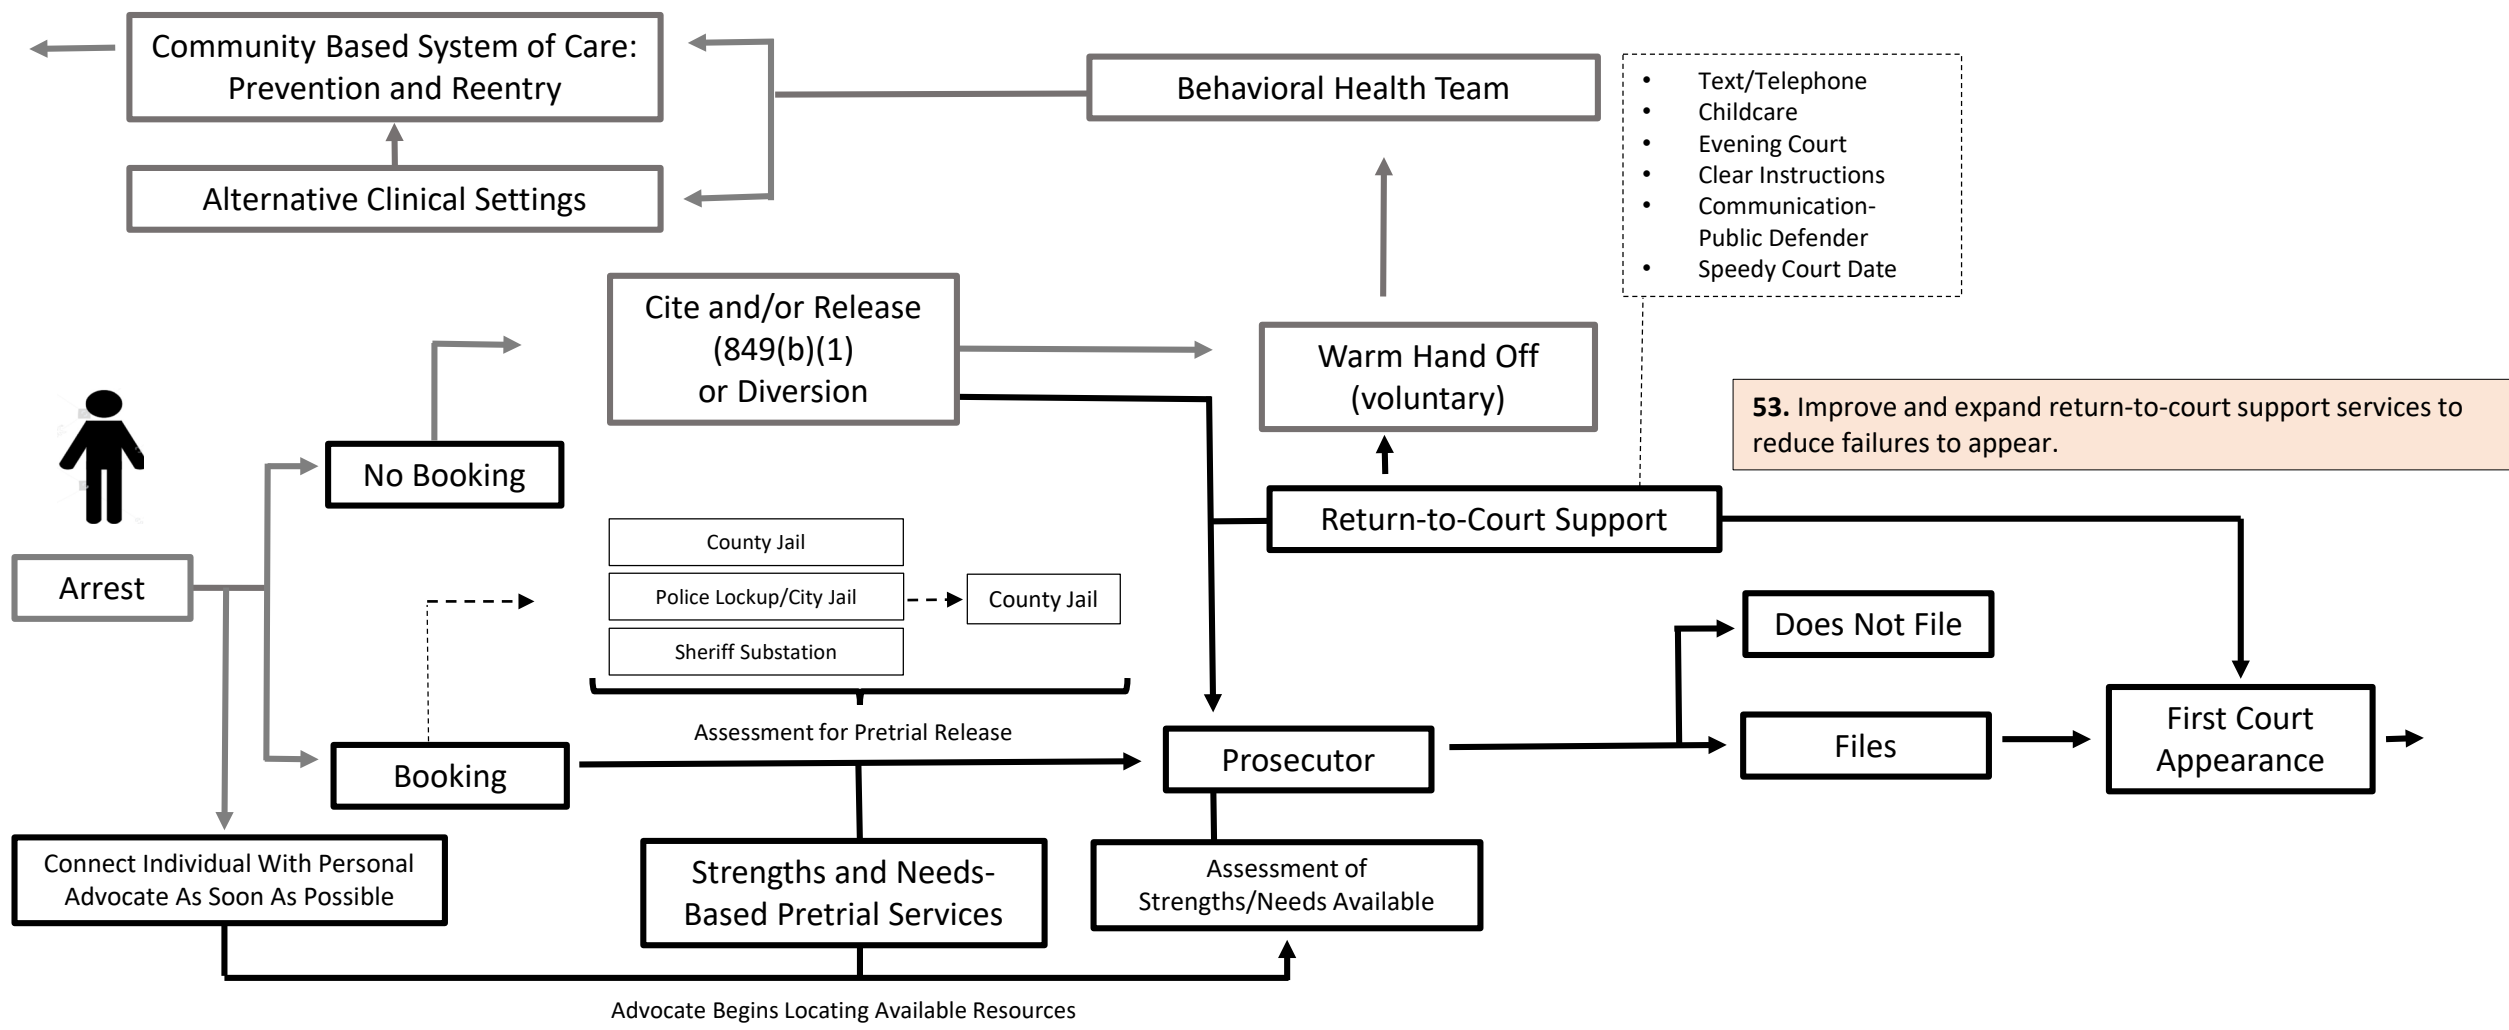 Community Based System of Care:
Prevention and Reentry
Behavioral Health Team
• Text/Telephone
• Childcare
• Evening Court
• Clear Instructions
• Communication-
Public Defender
• Speedy Court Date
Alternative Clinical Settings
Cite and/or Release
(849(b)(1)
or Diversion
Warm Hand Off
(voluntary)
53. Improve and expand return-to-court support services to
reduce failures to appear.
No Booking
Return-to-Court Support
County Jail
Arrest
Police Lockup/City Jail
County Jail
Sheriff Substation
Does Not File
Assessment for Pretrial Release
Booking
Prosecutor
Files
First Court
Appearance
Connect Individual With Personal
Advocate As Soon As Possible
Strengths and Needs-
Based Pretrial Services
Assessment of
Strengths/Needs Available
Advocate Begins Locating Available Resources